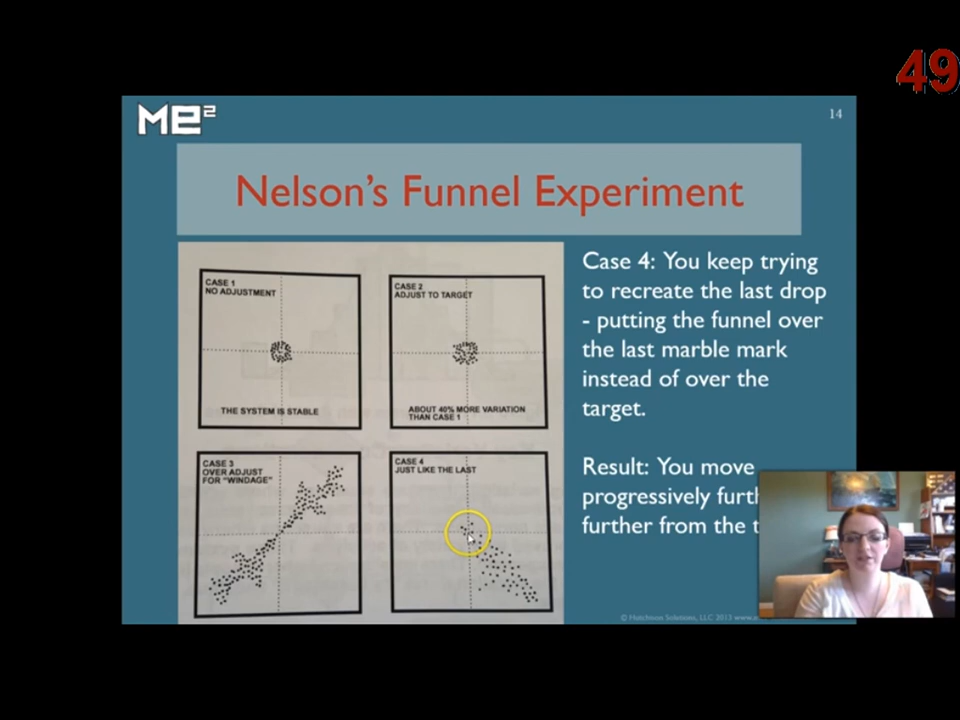 49
ME²
14
Nelson's Funnel Experiment
CASE 1
NO ADJUSTMENT
THE SYSTEM IS STABLE
CASE 2
ADJUST TO TARGET
ABOUT 40% MORE VARIATION
THAN CASE 1
CASE 3
OVER ADJUST
FOR "WINDAGE"
CASE 4
JUST LIKE THE LAST
Case 4: You keep trying
to recreate the last drop
- putting the funnel over
the last marble mark
instead of over the
target.
Result: You move
progressively
further from the
© Hutchison Solutions, LLC 2013